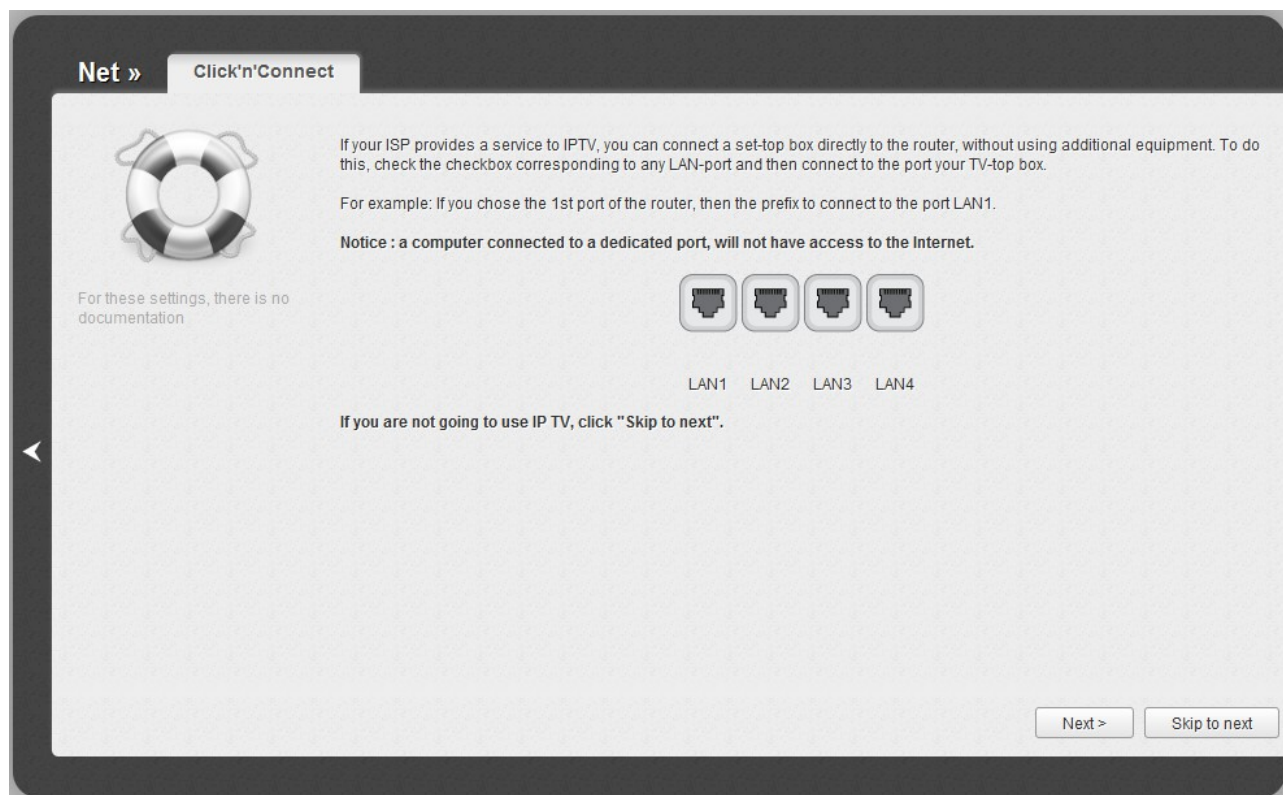 Net »
Click'n'Connect
If your ISP provides a service to IPTV, you can connect a set-top box directly to the router, without using additional equipment. To do
this, check the checkbox corresponding to any LAN-port and then connect to the port your TV-top box.
For example: If you chose the 1st port of the router, then the prefix to connect to the port LAN1.
Notice : a computer connected to a dedicated port, will not have access to the Internet.
For these settings, there is no
documentation
LAN1 LAN2 LAN3 LAN4
If you are not going to use IP TV, click "Skip to next".
Next >
Skip to next